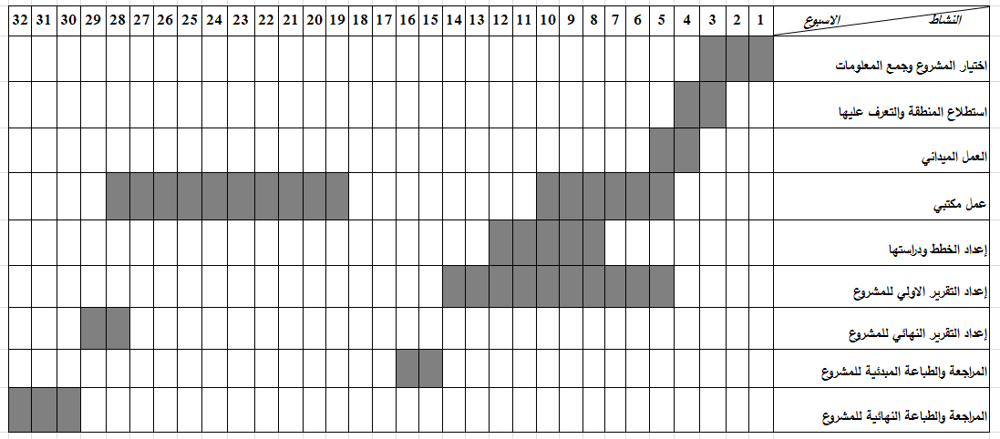 النشاط الاسبوع 1 2 3 4 5 6 7 8 9 10 11 12 13 14 15 16 17 18 19 20 21 22 23 24 25 26 27 28 29 30 31 32
اختيار المشروع وجمع المعلومات
استطلاع المنطقة والتعرف عليها
العمل الميداني
عمل مكتبي
إعداد الخطط ودراستها
إعداد التقرير الاولي للمشروع
إعداد التقرير النهائي للمشروع
المراجعة والطباعة المبدئية للمشروع
المراجعة والطباعة النهائية للمشروع